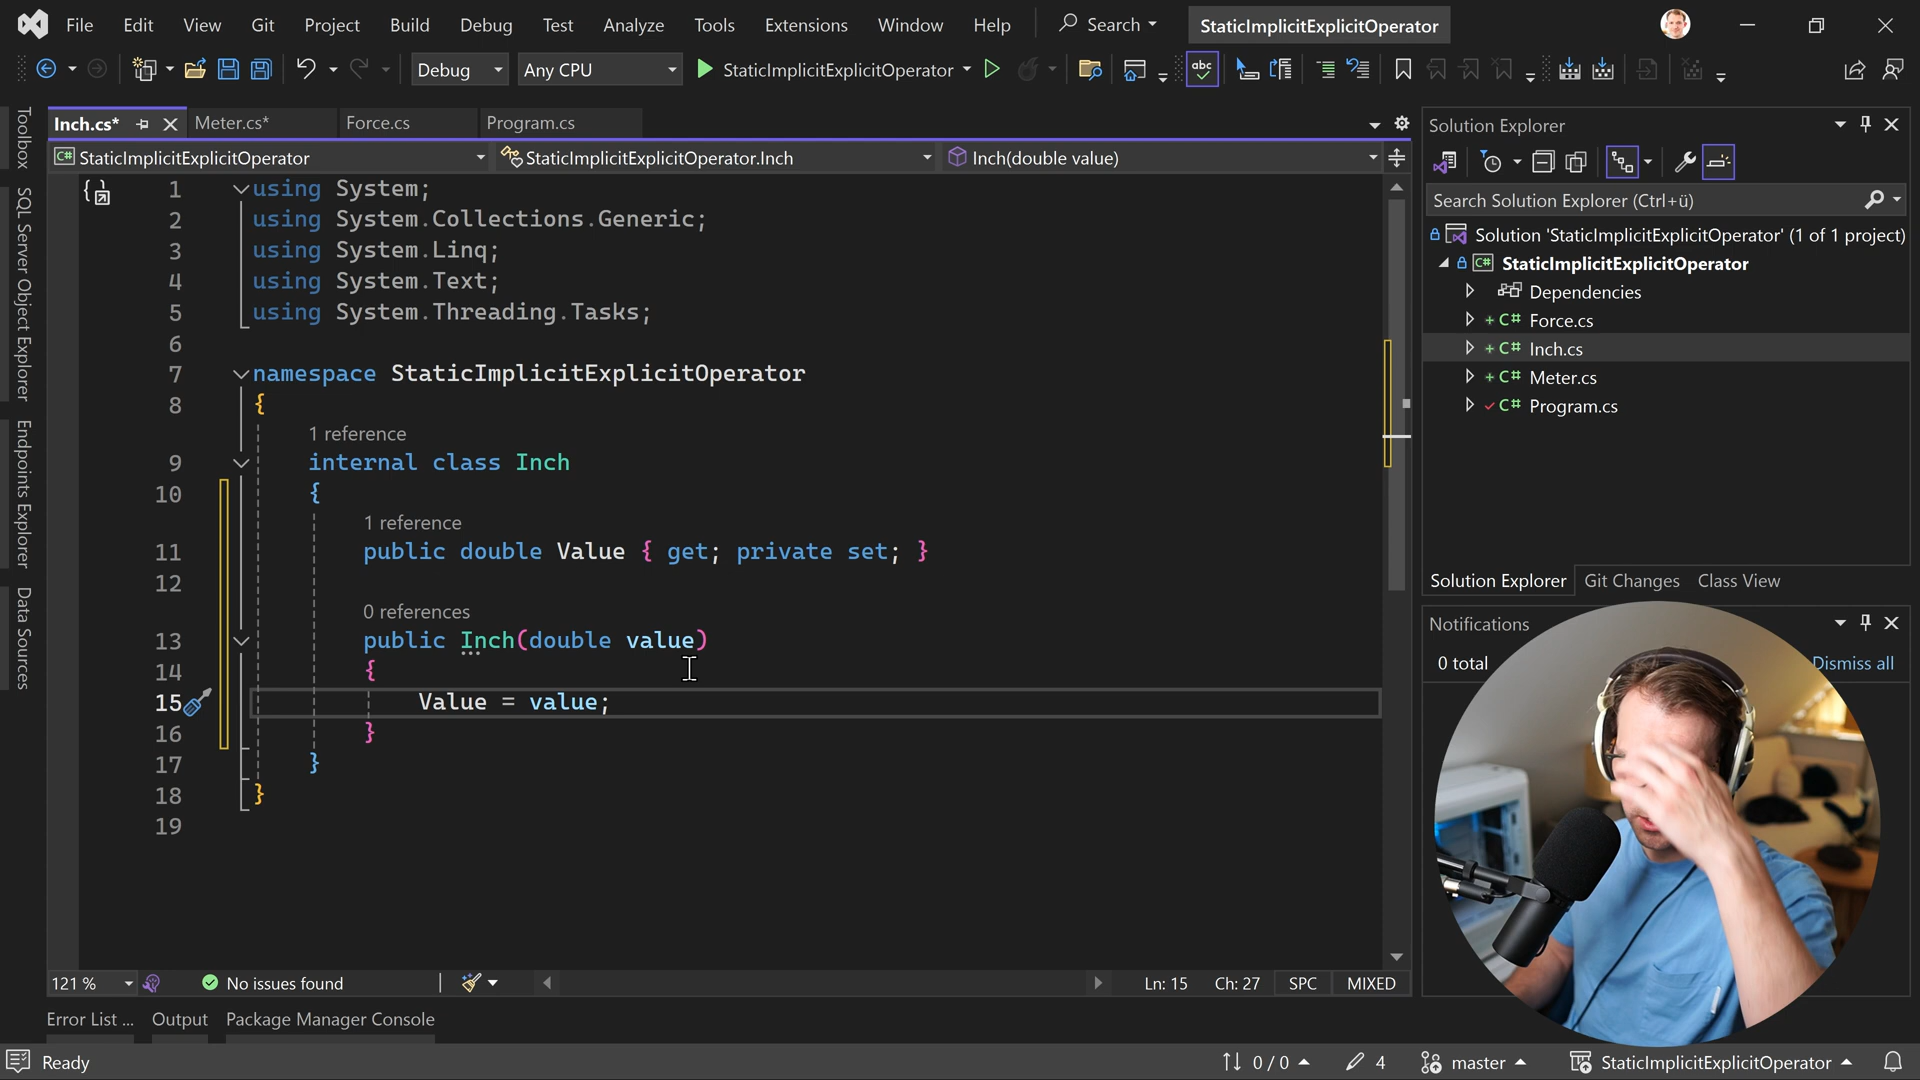 File Edit View Git Project Build Debug Test Analyze Tools Extensions Window Help Search StaticImplicitExplicitOperator
Debug Any CPU StaticImplicitExplicitOperator abc
Toolbox
SQL Server Object Explorer
Endpoints Explorer
Data Sources
Inch.cs* Meter.cs* Force.cs Program.cs
C# StaticImplicitExplicitOperator StaticImplicitExplicitOperator.Inch Inch(double value)
1 using System;
2 using System.Collections.Generic;
3 using System.Linq;
4 using System.Text;
5 using System.Threading.Tasks;
6
7 namespace StaticImplicitExplicitOperator
8 {
1 reference
9 internal class Inch
10 {
1 reference
11 public double Value { get; private set; }
12
0 references
13 public Inch(double value)
14 {
15 Value = value;
16 }
17 }
18 }
19
121 % No issues found Ln: 15 Ch: 27 SPC MIXED
Error List ... Output Package Manager Console
Solution Explorer
Search Solution Explorer (Ctrl+ü)
Solution 'StaticImplicitExplicitOperator' (1 of 1 project)
C# StaticImplicitExplicitOperator
Dependencies
+ C# Force.cs
+ C# Inch.cs
+ C# Meter.cs
C# Program.cs
Solution Explorer Git Changes Class View
Notifications
0 total Dismiss all
Ready 0 / 0 4 master StaticImplicitExplicitOperator